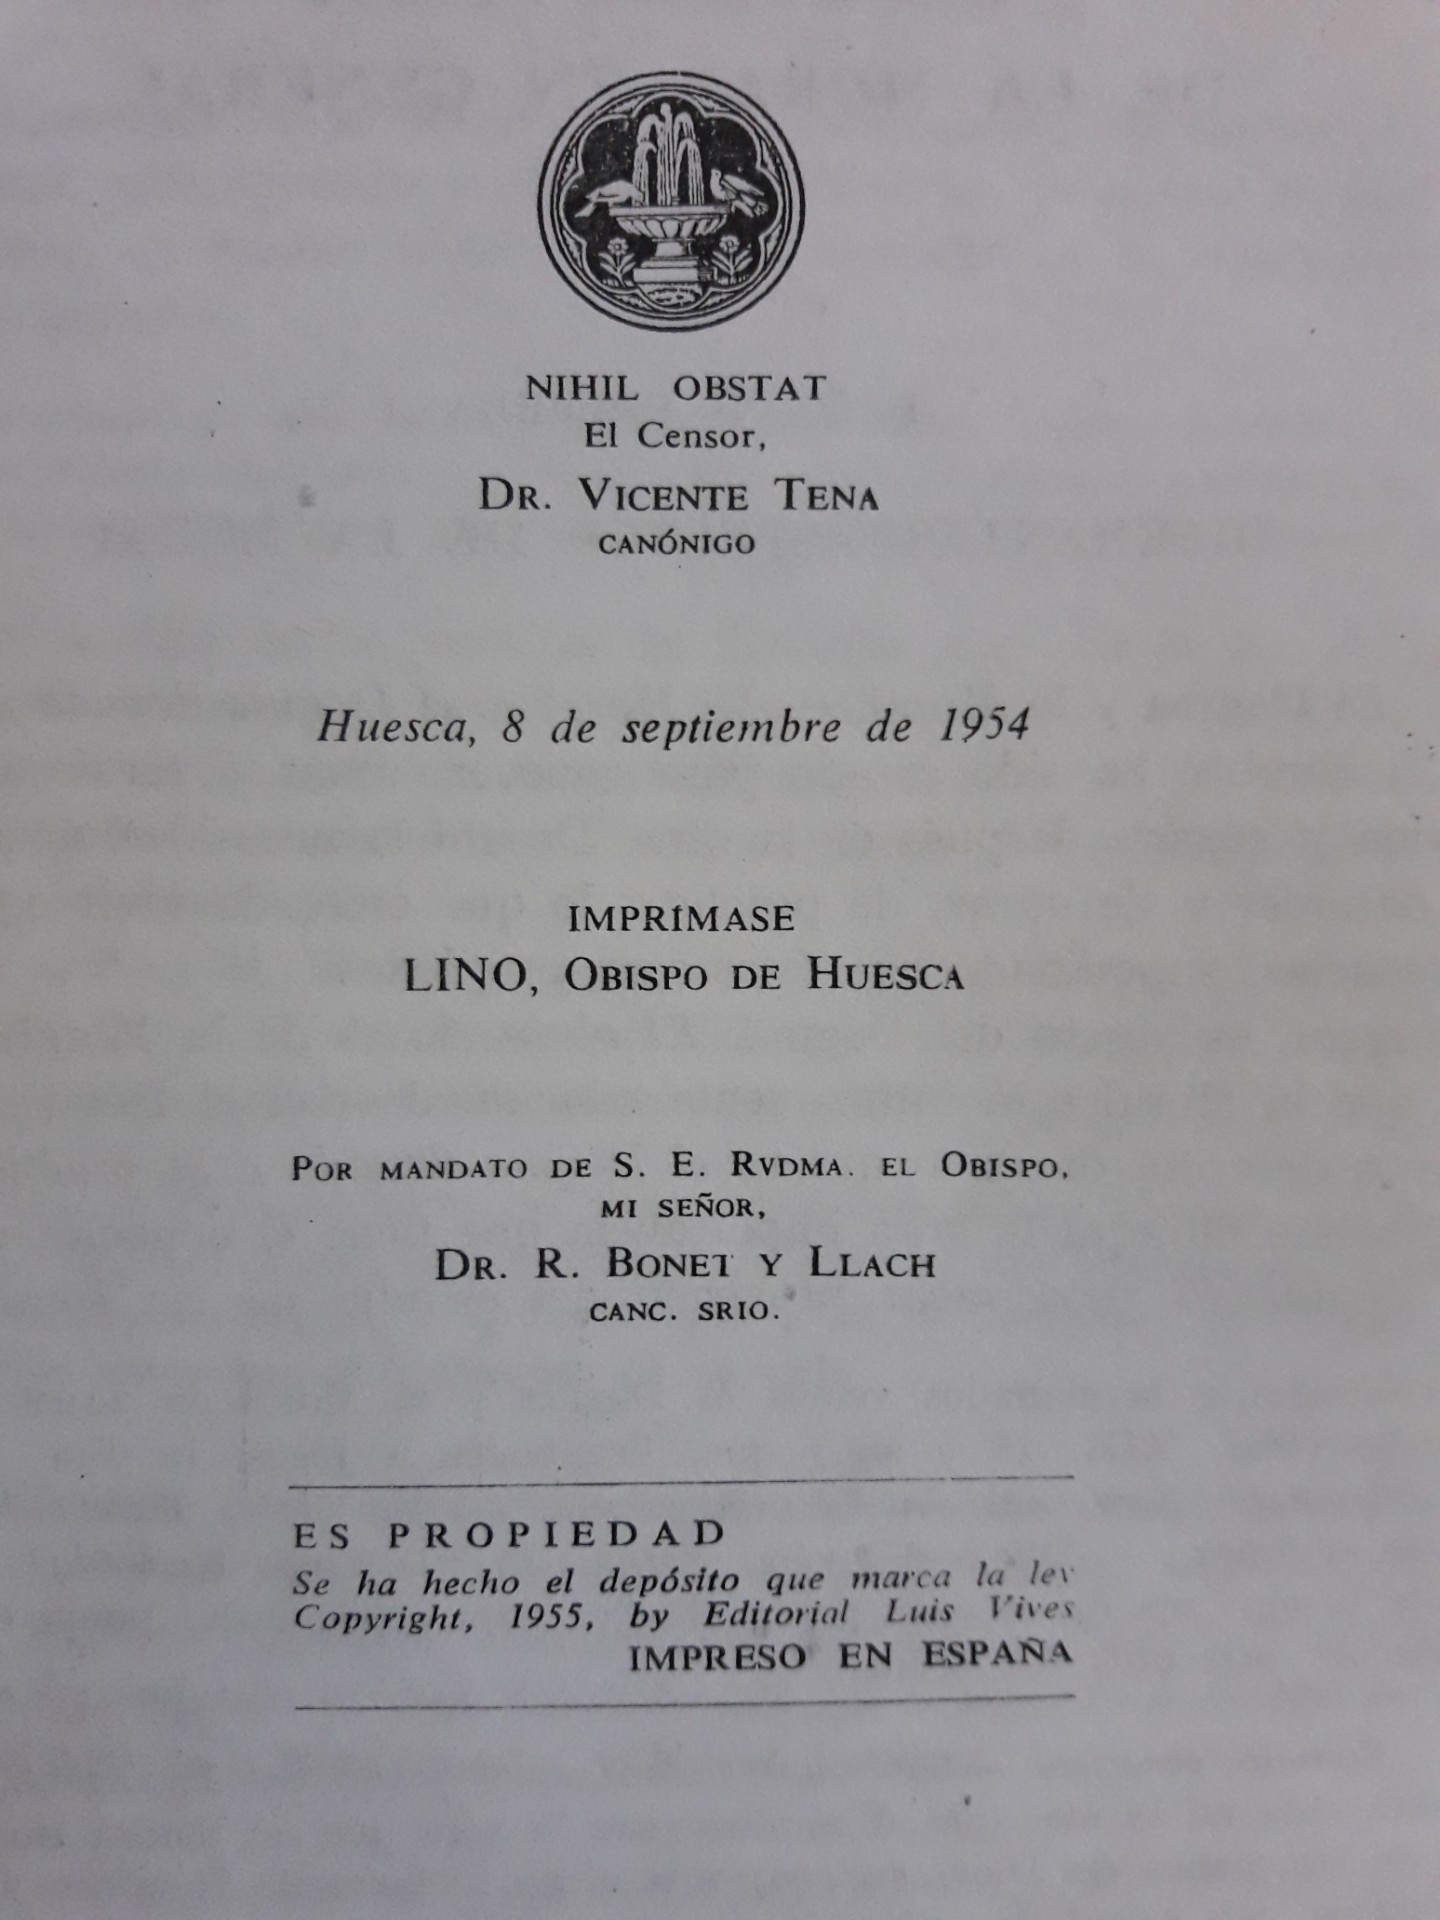 NIHIL OBSTAT
El Censor,
DR. VICENTE TENA
CANÓNIGO
Huesca, 8 de septiembre de 1954
IMPRÍMASE
LINO, OBISPO DE HUESCA
POR MANDATO DE S. E. RVDMA. EL OBISPO,
MI SEÑOR,
DR. R. BONET Y LLACH
CANC. SRIO.
ES PROPIEDAD
Se ha hecho el depósito que marca la ley
Copyright, 1955, by Editorial Luis Vives
IMPRESO EN ESPAÑA